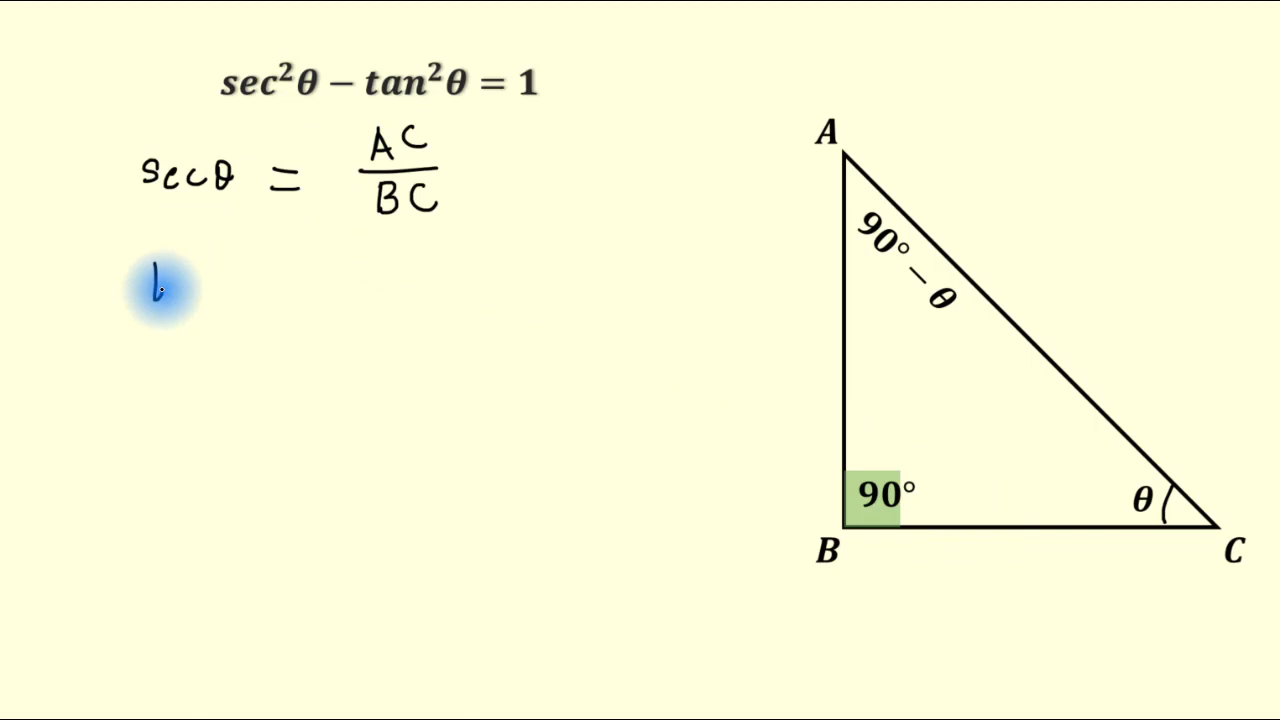 sec²θ − tan²θ = 1
secθ = AC/BC
A
90° − θ
90°
θ
B
C